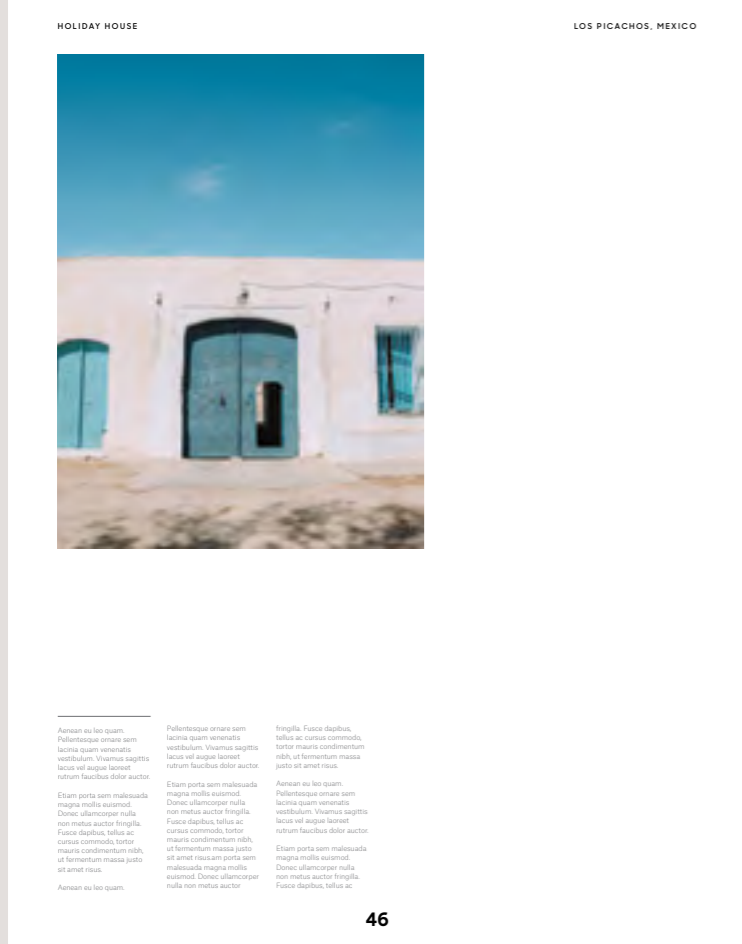 HOLIDAY HOUSE
LOS PICACHOS, MEXICO
Aenean eu leo quam.
Pellentesque ornare sem
lacinia quam venenatis
vestibulum. Vivamus sagittis
lacus vel augue laoreet
rutrum faucibus dolor auctor.
Etiam porta sem malesuada
magna mollis euismod.
Donec ullamcorper nulla
non metus auctor fringilla.
Fusce dapibus, tellus ac
cursus commodo, tortor
mauris condimentum nibh,
ut fermentum massa justo
sit amet risus.
Aenean eu leo quam.
Pellentesque ornare sem
lacinia quam venenatis
vestibulum. Vivamus sagittis
lacus vel augue laoreet
rutrum faucibus dolor auctor.
Etiam porta sem malesuada
magna mollis euismod.
Donec ullamcorper nulla
non metus auctor fringilla.
Fusce dapibus, tellus ac
cursus commodo, tortor
mauris condimentum nibh,
ut fermentum massa justo
sit amet risus.am porta sem
malesuada magna mollis
euismod. Donec ullamcorper
nulla non metus auctor
fringilla. Fusce dapibus,
tellus ac cursus commodo,
tortor mauris condimentum
nibh, ut fermentum massa
justo sit amet risus.
Aenean eu leo quam.
Pellentesque ornare sem
lacinia quam venenatis
vestibulum. Vivamus sagittis
lacus vel augue laoreet
rutrum faucibus dolor auctor.
Etiam porta sem malesuada
magna mollis euismod.
Donec ullamcorper nulla
non metus auctor fringilla.
Fusce dapibus, tellus ac
46